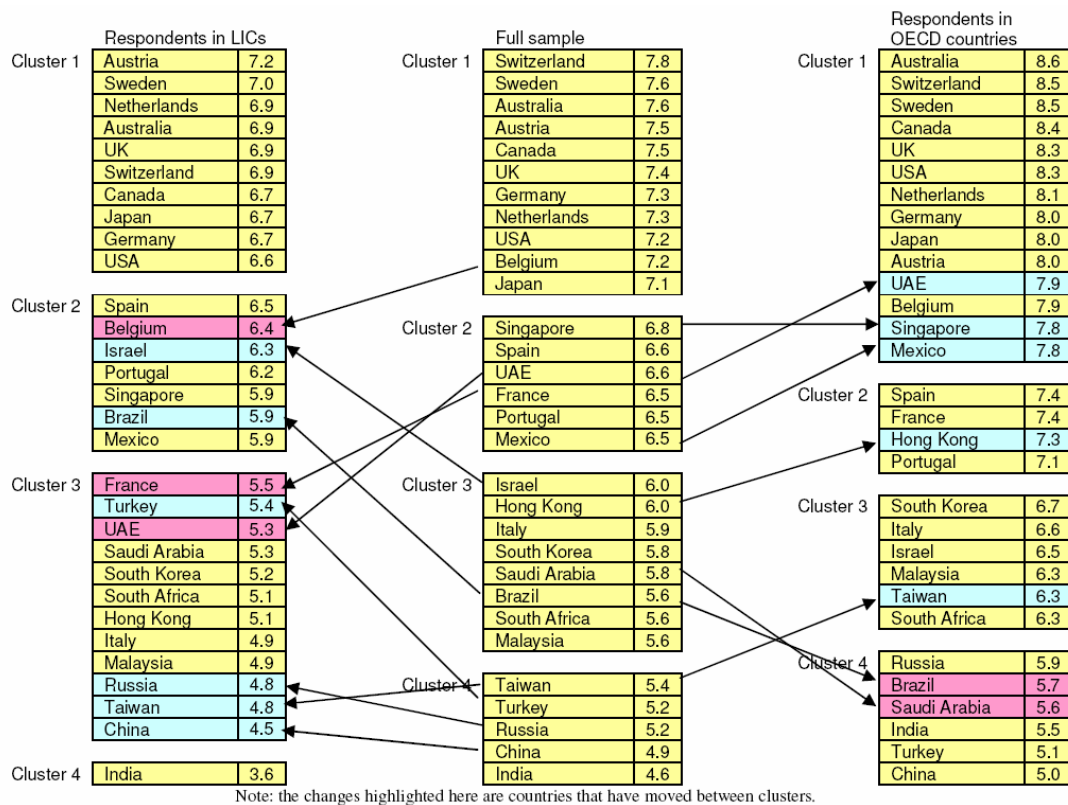 Respondents in LICs
Cluster 1
Austria 7.2
Sweden 7.0
Netherlands 6.9
Australia 6.9
UK 6.9
Switzerland 6.9
Canada 6.7
Japan 6.7
Germany 6.7
USA 6.6
Cluster 2
Spain 6.5
Belgium 6.4
Israel 6.3
Portugal 6.2
Singapore 5.9
Brazil 5.9
Mexico 5.9
Cluster 3
France 5.5
Turkey 5.4
UAE 5.3
Saudi Arabia 5.3
South Korea 5.2
South Africa 5.1
Hong Kong 5.1
Italy 4.9
Malaysia 4.9
Russia 4.8
Taiwan 4.8
China 4.5
Cluster 4
India 3.6
Full sample
Cluster 1
Switzerland 7.8
Sweden 7.6
Australia 7.6
Austria 7.5
Canada 7.5
UK 7.4
Germany 7.3
Netherlands 7.3
USA 7.2
Belgium 7.2
Japan 7.1
Cluster 2
Singapore 6.8
Spain 6.6
UAE 6.6
France 6.5
Portugal 6.5
Mexico 6.5
Cluster 3
Israel 6.0
Hong Kong 6.0
Italy 5.9
South Korea 5.8
Saudi Arabia 5.8
Brazil 5.6
South Africa 5.6
Malaysia 5.6
Cluster 4
Taiwan 5.4
Turkey 5.2
Russia 5.2
China 4.9
India 4.6
Respondents in
OECD countries
Cluster 1
Australia 8.6
Switzerland 8.5
Sweden 8.5
Canada 8.4
UK 8.3
USA 8.3
Netherlands 8.1
Germany 8.0
Japan 8.0
Austria 8.0
UAE 7.9
Belgium 7.9
Singapore 7.8
Mexico 7.8
Cluster 2
Spain 7.4
France 7.4
Hong Kong 7.3
Portugal 7.1
Cluster 3
South Korea 6.7
Italy 6.6
Israel 6.5
Malaysia 6.3
Taiwan 6.3
South Africa 6.3
Cluster 4
Russia 5.9
Brazil 5.7
Saudi Arabia 5.6
India 5.5
Turkey 5.1
China 5.0
Note: the changes highlighted here are countries that have moved between clusters.